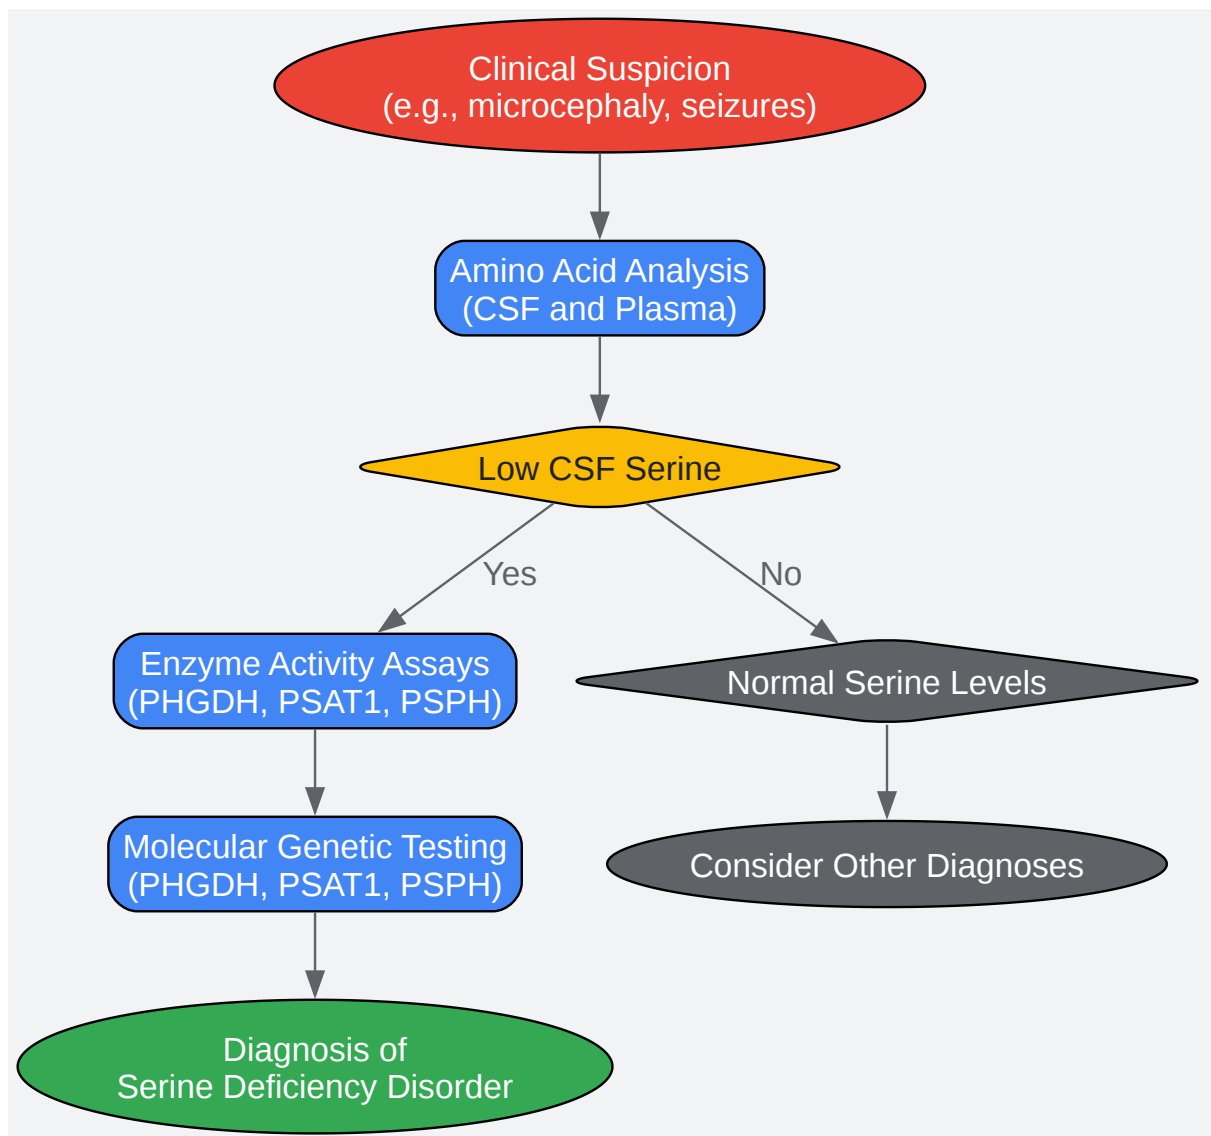 Clinical Suspicion
(e.g., microcephaly, seizures)
Amino Acid Analysis
(CSF and Plasma)
Low CSF Serine
Yes
No
Enzyme Activity Assays
(PHGDH, PSAT1, PSPH)
Normal Serine Levels
Molecular Genetic Testing
(PHGDH, PSAT1, PSPH)
Consider Other Diagnoses
Diagnosis of
Serine Deficiency Disorder